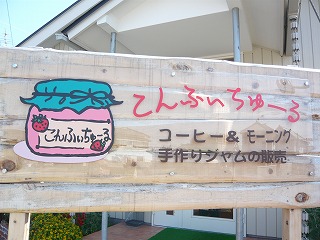 こんふぃちゅーる
こんふぃちゅーる
コーヒー& モーニング
手作りジャムの販売